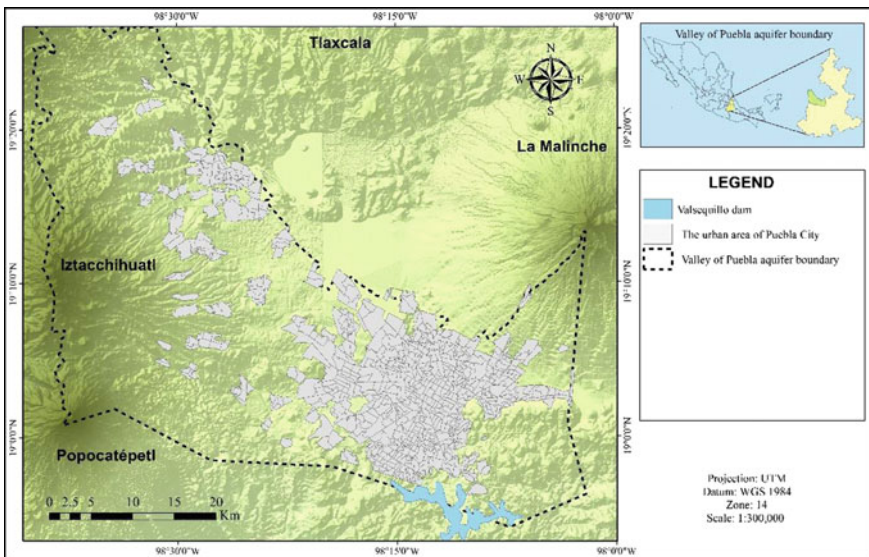 98°30'0"W 98°15'0"W 98°0'0"W
Tlaxcala
N
W E
S
La Malinche
Iztaccihuatl
Popocatépetl
19°20'0"N
19°10'0"N
19°0'0"N
19°20'0"N
19°10'0"N
19°0'0"N
0 2.5 5 10 15 20
Km
98°30'0"W 98°15'0"W 98°0'0"W
Valley of Puebla aquifer boundary
LEGEND
Valsequillo dam
The urban area of Puebla City
Valley of Puebla aquifer boundary
Projection: UTM
Datum: WGS 1984
Zone: 14
Scale: 1:300,000